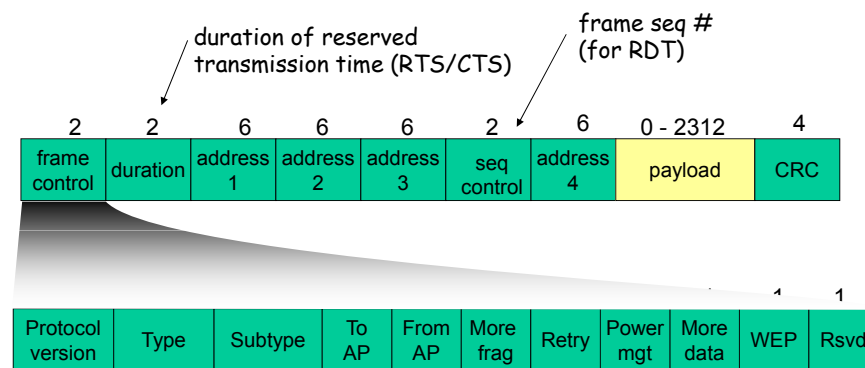 duration of reserved
transmission time (RTS/CTS)
frame seq #
(for RDT)
2 2 6 6 6 2 6 0 - 2312 4
frame control duration address 1 address 2 address 3 seq control address 4 payload CRC
1 1
Protocol version Type Subtype To AP From AP More frag Retry Power mgt More data WEP Rsvd